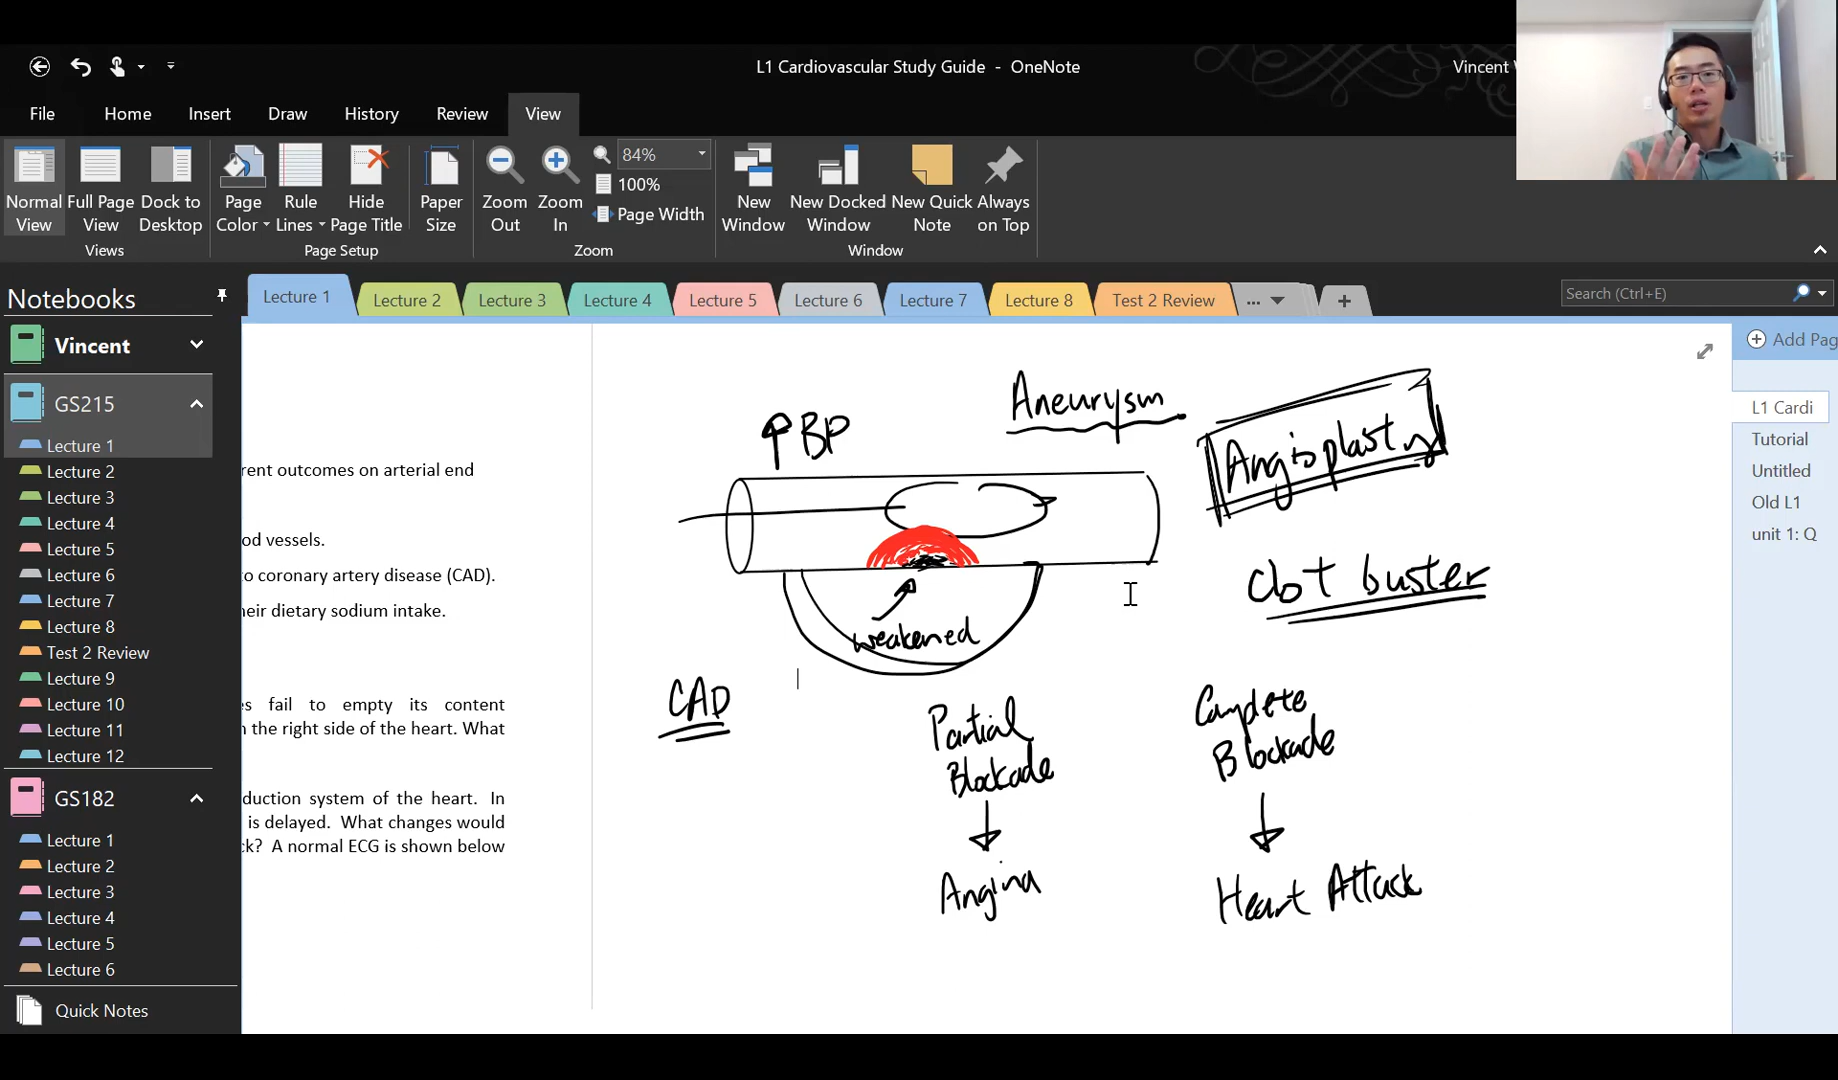 L1 Cardiovascular Study Guide - OneNote
Vincent
File Home Insert Draw History Review View
Normal View
Full Page View
Dock to Desktop
Views
Page Color
Rule Lines
Hide Page Title
Paper Size
Page Setup
Zoom Out
Zoom In
84%
100%
Page Width
Zoom
New Window
New Docked Window
New Quick Note
Always on Top
Window
Notebooks
Vincent
GS215
Lecture 1
Lecture 2
Lecture 3
Lecture 4
Lecture 5
Lecture 6
Lecture 7
Lecture 8
Test 2 Review
Lecture 9
Lecture 10
Lecture 11
Lecture 12
GS182
Lecture 1
Lecture 2
Lecture 3
Lecture 4
Lecture 5
Lecture 6
Quick Notes
Lecture 1 Lecture 2 Lecture 3 Lecture 4 Lecture 5 Lecture 6 Lecture 7 Lecture 8 Test 2 Review ...
Search (Ctrl+E)
Add Pag
L1 Cardi
Tutorial
Untitled
Old L1
unit 1: Q
rent outcomes on arterial end
od vessels.
to coronary artery disease (CAD).
heir dietary sodium intake.
es fail to empty its content
the right side of the heart. What
duction system of the heart. In
is delayed. What changes would
ck? A normal ECG is shown below
↑BP
Aneurysm
Angioplasty
Clot buster
weakened
CAD
Partial
Blockade
Angina
Complete
Blockade
Heart Attack